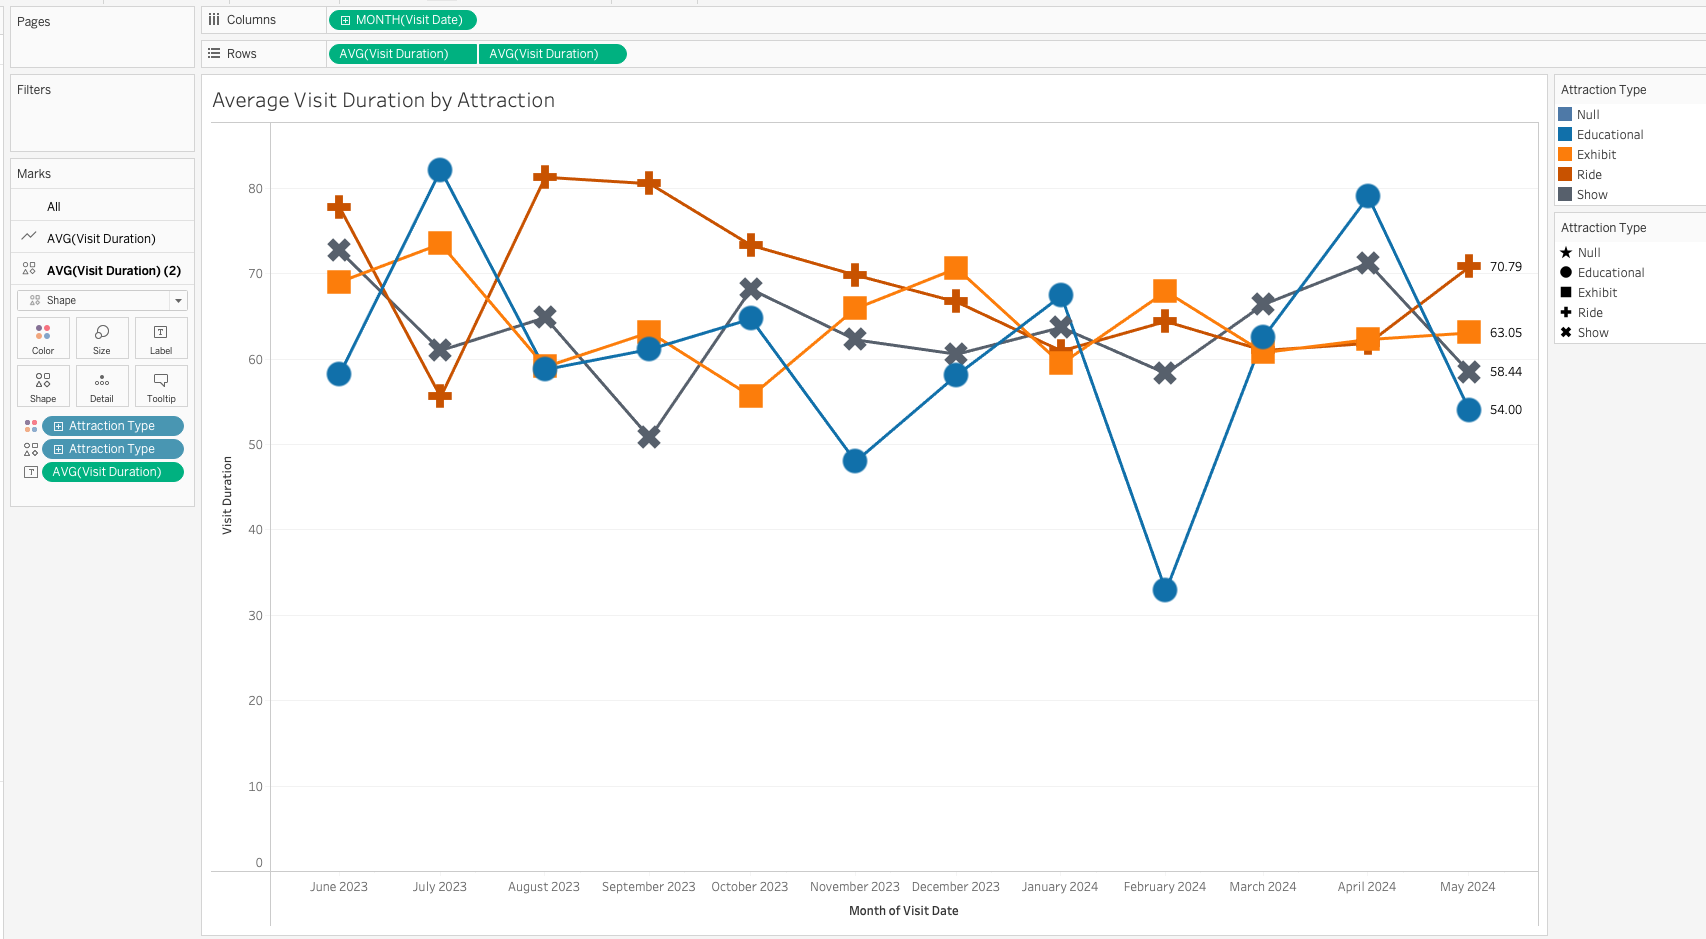 Pages
Columns
MONTH(Visit Date)
Rows
AVG(Visit Duration)
AVG(Visit Duration)
Filters
Marks
All
AVG(Visit Duration)
AVG(Visit Duration) (2)
Shape
Color
Size
Label
Shape
Detail
Tooltip
Attraction Type
Attraction Type
AVG(Visit Duration)
Average Visit Duration by Attraction
Visit Duration
80
70
60
50
40
30
20
10
0
70.79
63.05
58.44
54.00
June 2023
July 2023
August 2023
September 2023
October 2023
November 2023
December 2023
January 2024
February 2024
March 2024
April 2024
May 2024
Month of Visit Date
Attraction Type
Null
Educational
Exhibit
Ride
Show
Attraction Type
Null
Educational
Exhibit
Ride
Show